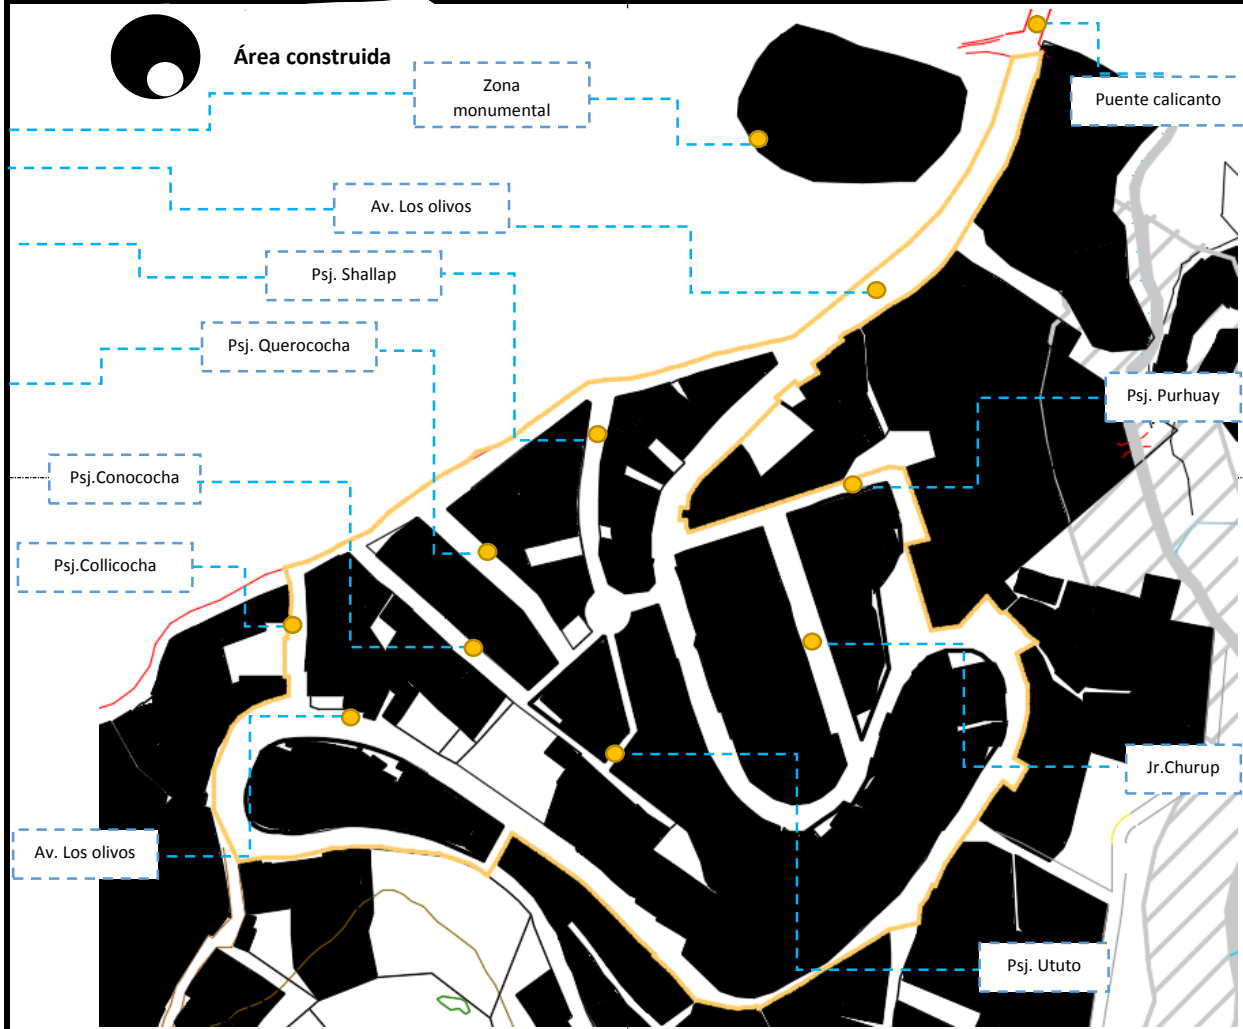 Área construida
Zona
monumental
Puente calicanto
Av. Los olivos
Psj. Shallap
Psj. Querococha
Psj. Purhuay
Psj.Conococha
Psj.Collicocha
Jr.Churup
Av. Los olivos
Psj. Ututo